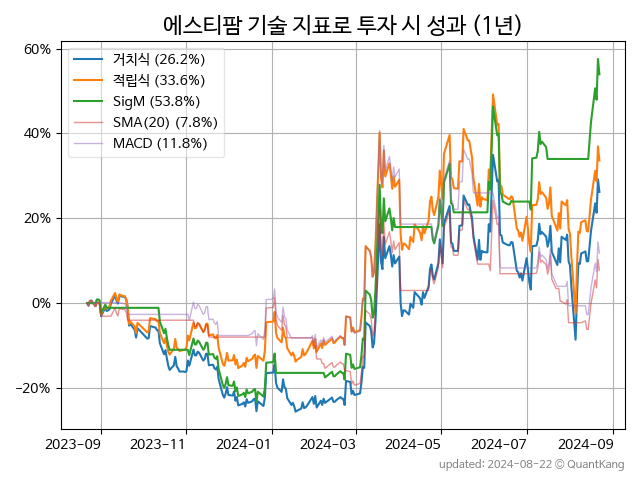 에스티팜 기술 지표로 투자 시 성과 (1년)
60%
40%
20%
0%
−20%
거치식 (26.2%)
적립식 (33.6%)
SigM (53.8%)
SMA(20) (7.8%)
MACD (11.8%)
2023−09
2023−11
2024−01
2024−03
2024−05
2024−07
2024−09
updated: 2024-08-22 © QuantKang